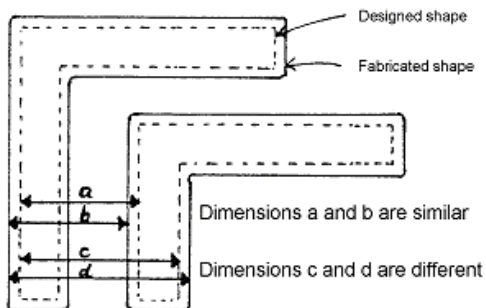 Designed shape
Fabricated shape
a
b
Dimensions a and b are similar
c
d
Dimensions c and d are different